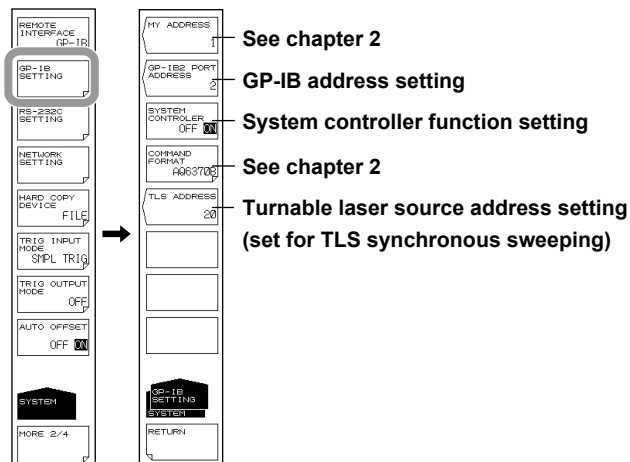 REMOTE
INTERFACE
GP-IB
GP-IB
SETTING
RS-232C
SETTING
NETWORK
SETTING
HARD COPY
DEVICE
FILE
TRIG INPUT
MODE
SMPL TRIG
TRIG OUTPUT
MODE
OFF
AUTO OFFSET
OFF ON
SYSTEM
MORE 2/4
MY ADDRESS
1
See chapter 2
GP-IB2 PORT
ADDRESS
2
GP-IB address setting
SYSTEM
CONTROLER
OFF ON
System controller function setting
COMMAND
FORMAT
AQ6370B
See chapter 2
TLS ADDRESS
20
Turnable laser source address setting
(set for TLS synchronous sweeping)
GP-IB
SETTING
SYSTEM
RETURN